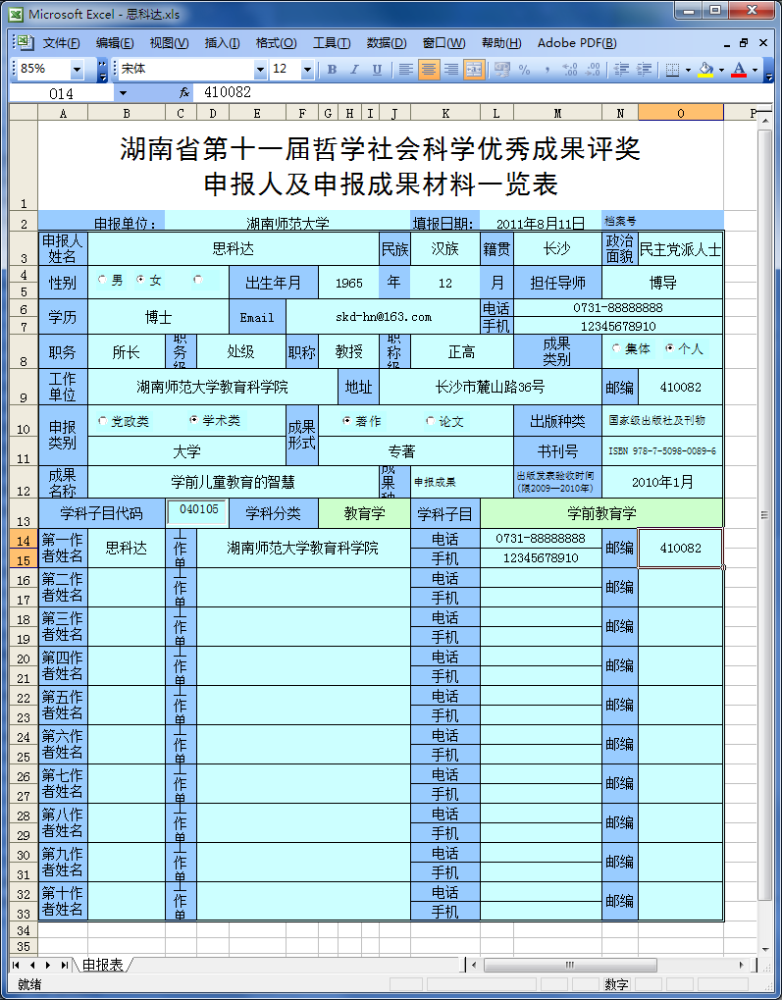 Microsoft Excel - 思科达.xls
文件(F) 编辑(E) 视图(V) 插入(I) 格式(O) 工具(T) 数据(D) 窗口(W) 帮助(H) Adobe PDF(B)
85% 宋体 12 B I U
O14 fx 410082
A B C D E F G H I J K L M N O P
湖南省第十一届哲学社会科学优秀成果评奖
1 申报人及申报成果材料一览表
2 申报单位: 湖南师范大学 填报日期: 2011年8月11日 档案号
3 申报人姓名 思科达 民族 汉族 籍贯 长沙 政治面貌 民主党派人士
4 5 性别 男 女 出生年月 1965 年 12 月 担任导师 博导
6 学历 博士 Email skd-hn@163.com 电话 0731-88888888
7 手机 12345678910
8 职务 所长 职务级 处级 职称 教授 职称级 正高 成果类别 集体 个人
9 工作单位 湖南师范大学教育科学院 地址 长沙市麓山路36号 邮编 410082
10 申报类别 党政类 学术类 成果形式 著作 论文 出版种类 国家级出版社及刊物
11 大学 专著 书刊号 ISBN 978-7-5098-0089-6
12 成果名称 学前儿童教育的智慧 成果种 申报成果 出版发表验收时间(限2009—2010年) 2010年1月
13 学科子目代码 040105 学科分类 教育学 学科子目 学前教育学
14 第一作者姓名 思科达 工作单 湖南师范大学教育科学院 电话 0731-88888888 邮编 410082
15 手机 12345678910
16 第二作者姓名 工作单 电话 邮编
17 手机
18 第三作者姓名 工作单 电话 邮编
19 手机
20 第四作者姓名 工作单 电话 邮编
21 手机
22 第五作者姓名 工作单 电话 邮编
23 手机
24 第六作者姓名 工作单 电话 邮编
25 手机
26 第七作者姓名 工作单 电话 邮编
27 手机
28 第八作者姓名 工作单 电话 邮编
29 手机
30 第九作者姓名 工作单 电话 邮编
31 手机
32 第十作者姓名 工作单 电话 邮编
33 手机
34
35
申报表
就绪 数字